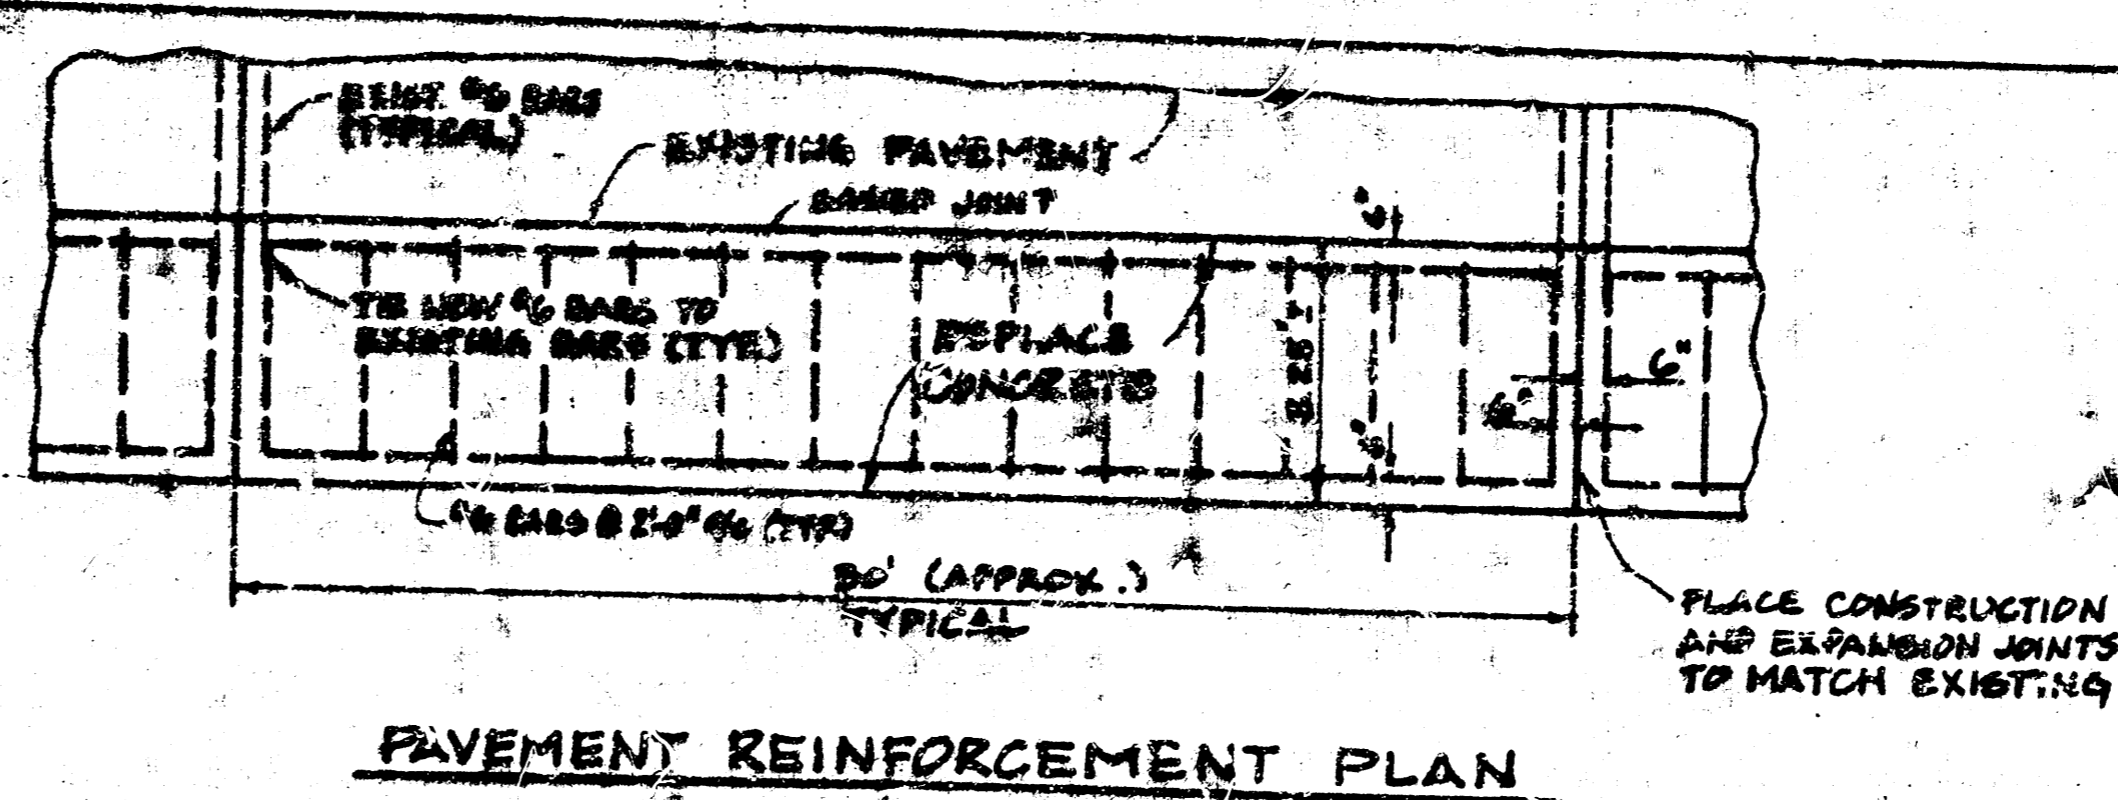 EXIST. #6 BARS
(TYPICAL)
EXISTING PAVEMENT
SAWED JOINT
TIE NEW #6 BARS TO
EXISTING BARS (TYP.)
REPLACE
CONCRETE
6"
6"
#6 BARS @ 2'-0" c/c (TYP)
30' (APPROX.)
TYPICAL
PLACE CONSTRUCTION
AND EXPANSION JOINTS
TO MATCH EXISTING
PAVEMENT REINFORCEMENT PLAN